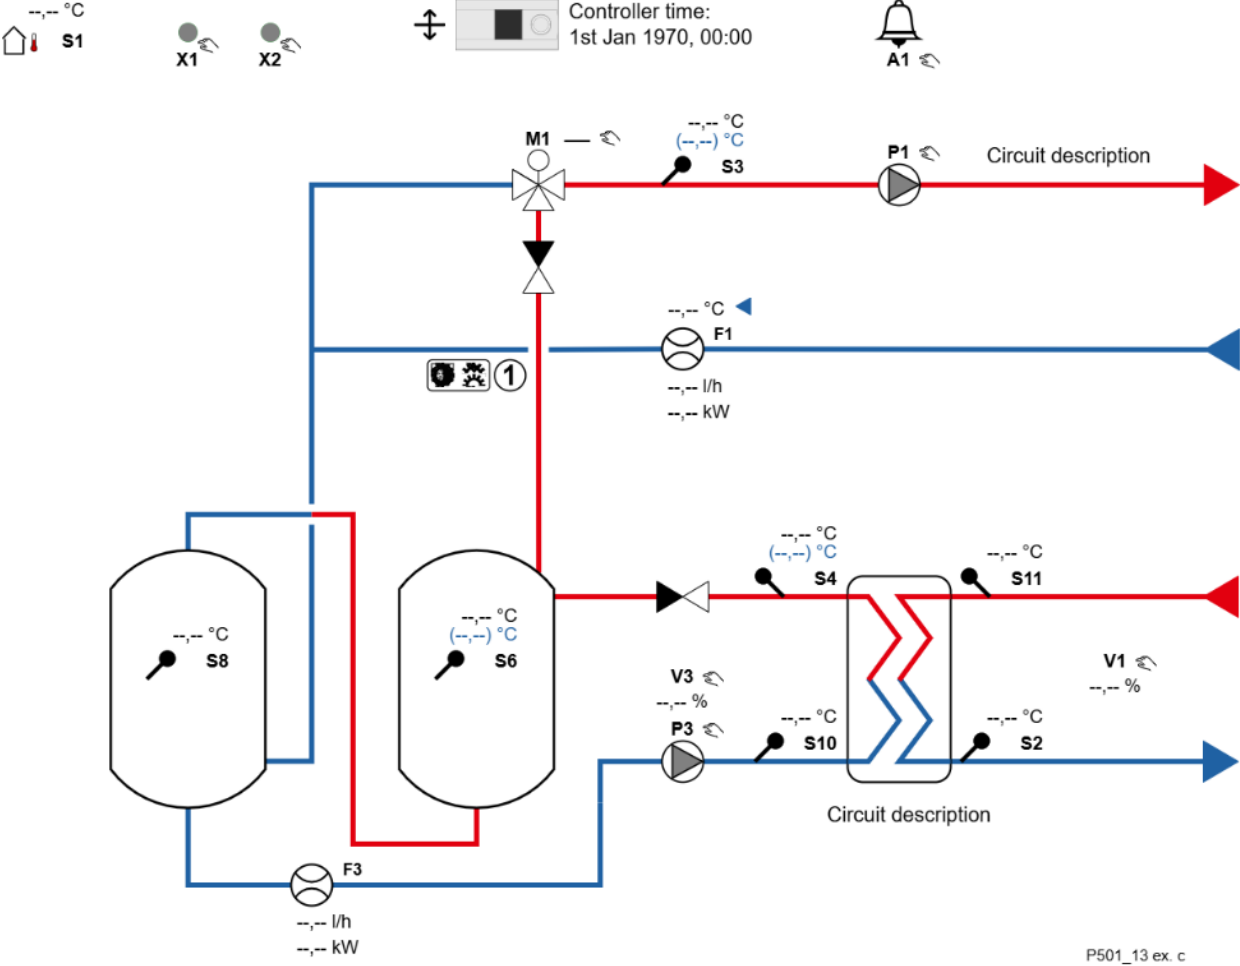 --,-- °C
S1
X1
X2
Controller time:
1st Jan 1970, 00:00
A1
M1
--,-- °C
(--,--) °C
S3
P1
Circuit description
--,-- °C
F1
--,-- l/h
--,-- kW
1
--,-- °C
S8
--,-- °C
(--,--) °C
S6
--,-- °C
(--,--) °C
S4
--,-- °C
S11
V3
--,-- %
P3
--,-- °C
S10
--,-- °C
S2
V1
--,-- %
Circuit description
F3
--,-- l/h
--,-- kW
P501_13 ex. c